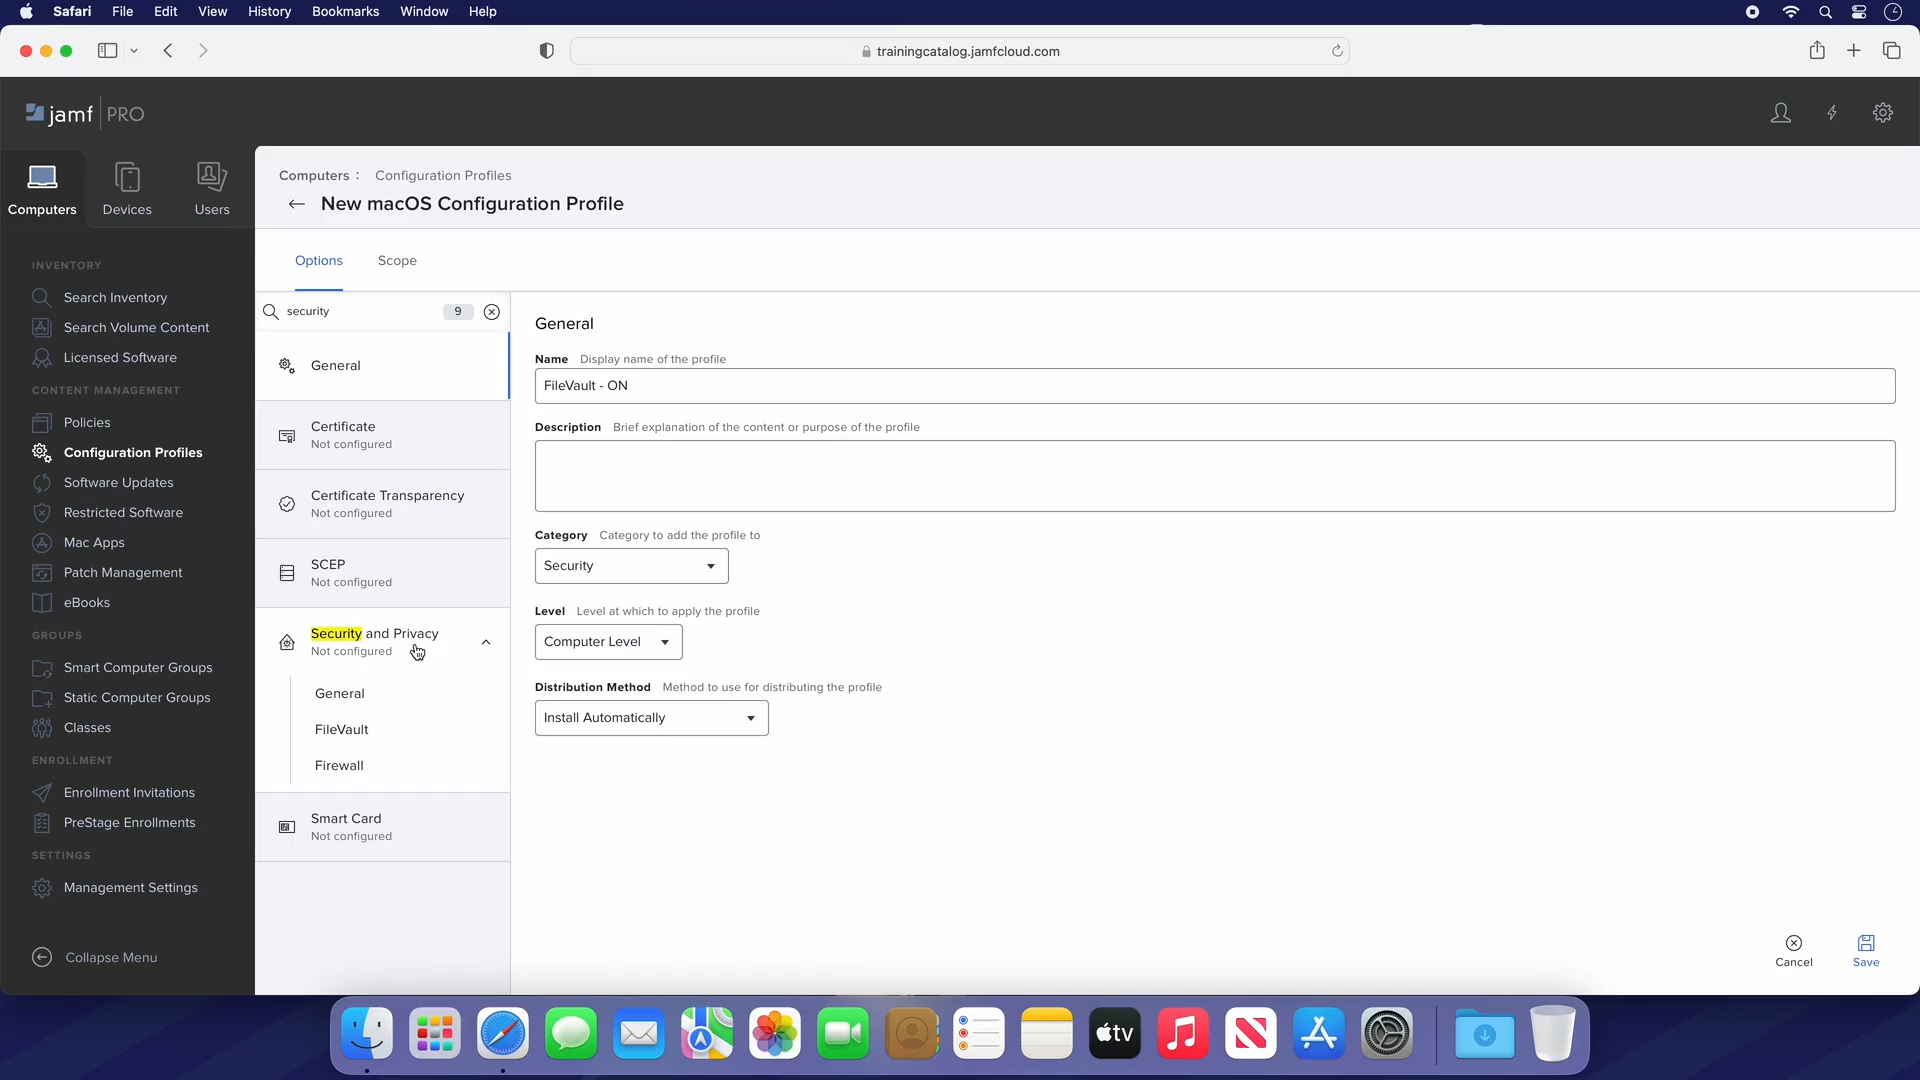 Safari File Edit View History Bookmarks Window Help
trainingcatalog.jamfcloud.com
jamf PRO
Computers Devices Users
INVENTORY
Search Inventory
Search Volume Content
Licensed Software
CONTENT MANAGEMENT
Policies
Configuration Profiles
Software Updates
Restricted Software
Mac Apps
Patch Management
eBooks
GROUPS
Smart Computer Groups
Static Computer Groups
Classes
ENROLLMENT
Enrollment Invitations
PreStage Enrollments
SETTINGS
Management Settings
Collapse Menu
Computers : Configuration Profiles
New macOS Configuration Profile
Options Scope
security 9
General
Certificate
Not configured
Certificate Transparency
Not configured
SCEP
Not configured
Security and Privacy
Not configured
General
FileVault
Firewall
Smart Card
Not configured
General
Name Display name of the profile
FileVault - ON
Description Brief explanation of the content or purpose of the profile
Category Category to add the profile to
Security
Level Level at which to apply the profile
Computer Level
Distribution Method Method to use for distributing the profile
Install Automatically
Cancel Save
tv